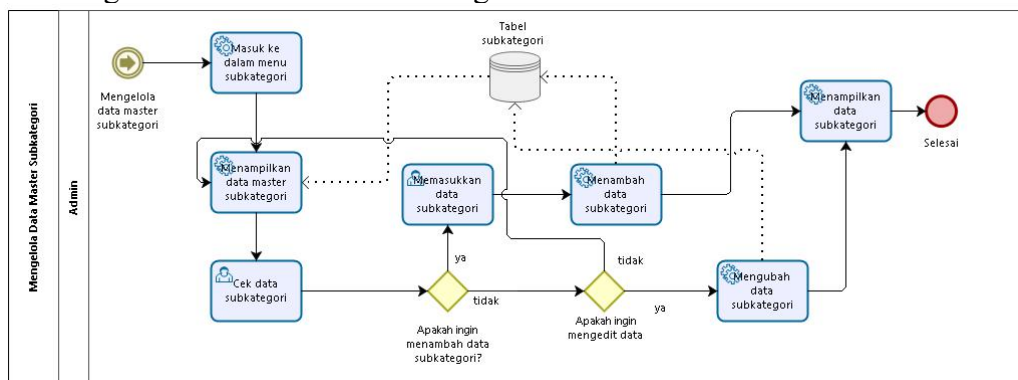 Mengelola Data Master Subkategori
Admin
Mengelola
data master
subkategori
Masuk ke
dalam menu
subkategori
Tabel
subkategori
Menampilkan
data
subkategori
Selesai
Menampilkan
data master
subkategori
Memasukkan
data
subkategori
Menambah
data
subkategori
Cek data
subkategori
ya
tidak
Apakah ingin
menambah data
subkategori?
tidak
ya
Apakah ingin
mengedit data
Mengubah
data
subkategori